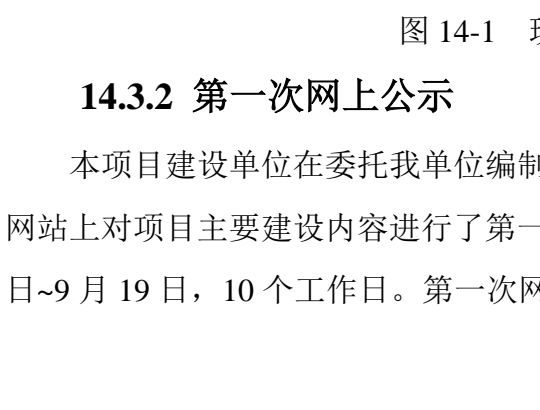 图 14-1
14.3.2 第一次网上公示
本项目建设单位在委托我单位编制
网站上对项目主要建设内容进行了第一
日~9 月 19 日，10 个工作日。第一次网